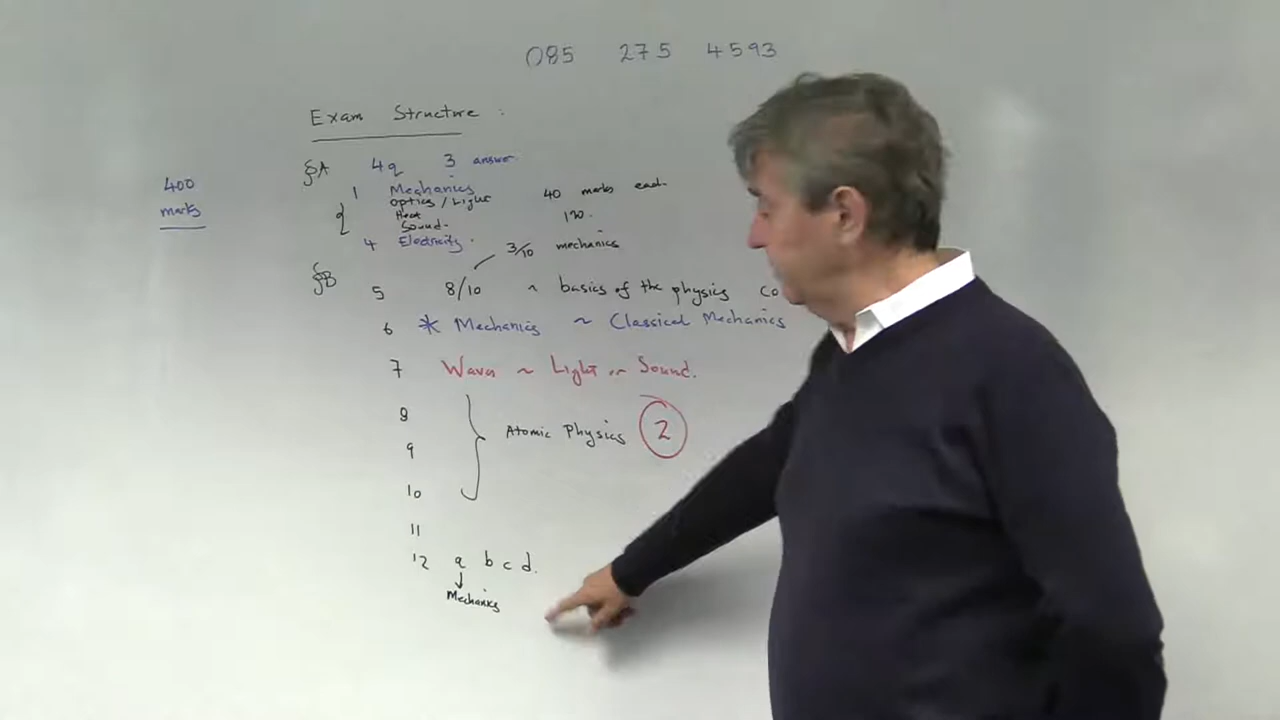 085 275 4593
Exam Structure :
400
marks
§A 4q 3 answer
1 Mechanics
Optics / Light 40 marks each.
Heat 120.
Sound.
4 Electricity. 3/10 mechanics
§B 5 8/10 ~ basics of the physics co
6 * Mechanics ~ Classical Mechanics
7 Waves ~ Light or Sound.
8
9 Atomic Physics 2
10
11
12 a b c d.
Mechanics